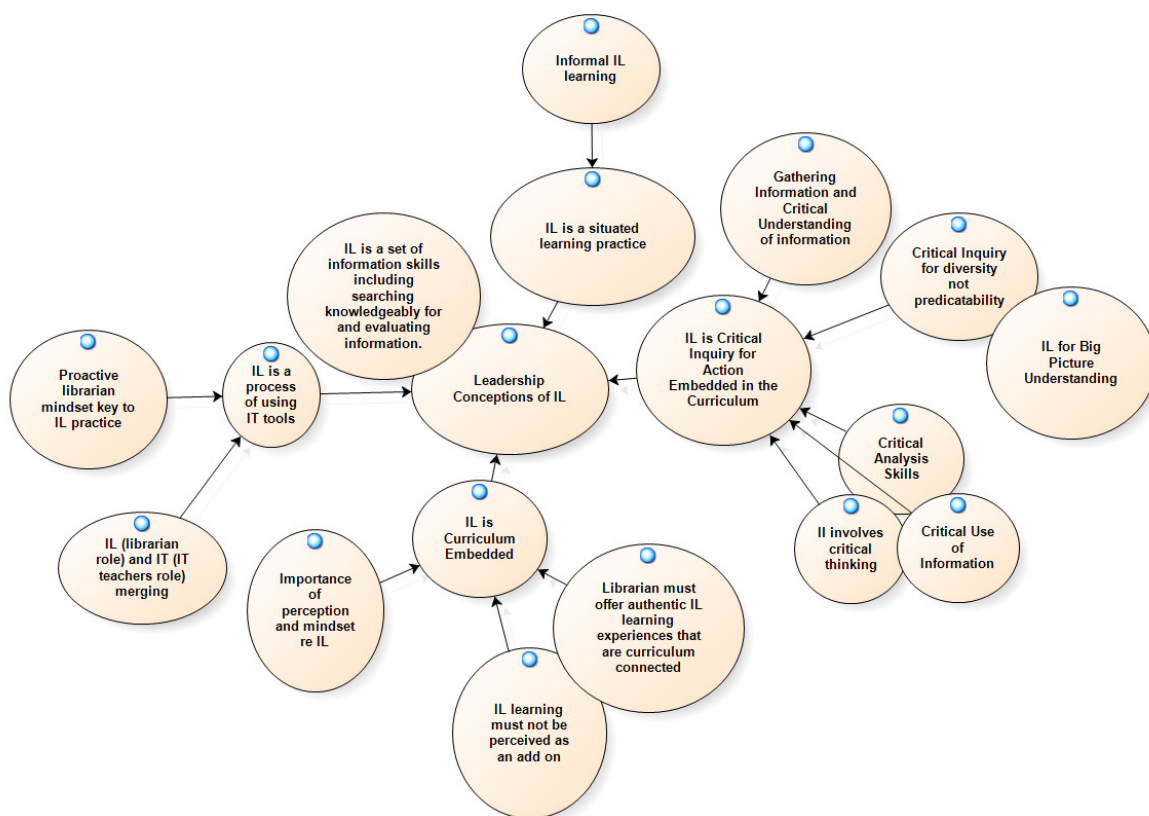 Informal IL
learning
IL is a situated
learning practice
Gathering
Information and
Critical
Understanding
of information
Critical Inquiry
for diversity
not
predicatability
IL for Big
Picture
Understanding
IL is a set of
information skills
including
searching
knowledgeably for
and evaluating
information.
Leadership
Conceptions of IL
IL is Critical
Inquiry for
Action
Embedded in the
Curriculum
Proactive
librarian
mindset key to
IL practice
IL is a
process
of using
IT tools
Critical
Analysis
Skills
IL (librarian
role) and IT (IT
teachers role)
merging
Importance
of
perception
and mindset
re IL
IL is
Curriculum
Embedded
Librarian must
offer authentic IL
learning
experiences that
are curriculum
connected
II involves
critical
thinking
Critical Use
of
Information
IL learning
must not be
perceived as
an add on